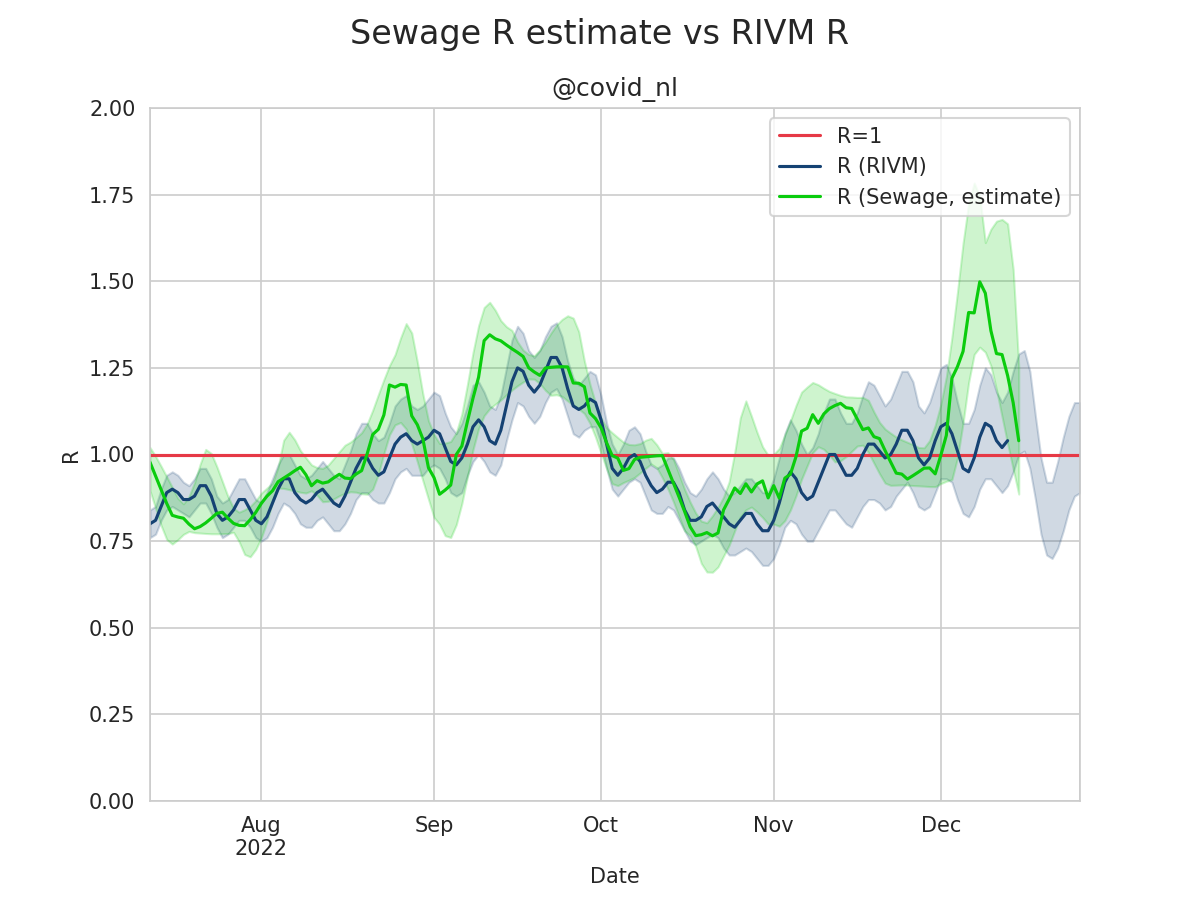 Sewage R estimate vs RIVM R
@covid_nl
R=1
R (RIVM)
R (Sewage, estimate)
2.00
1.75
1.50
1.25
1.00
0.75
0.50
0.25
0.00
R
Aug Sep Oct Nov Dec
2022
Date